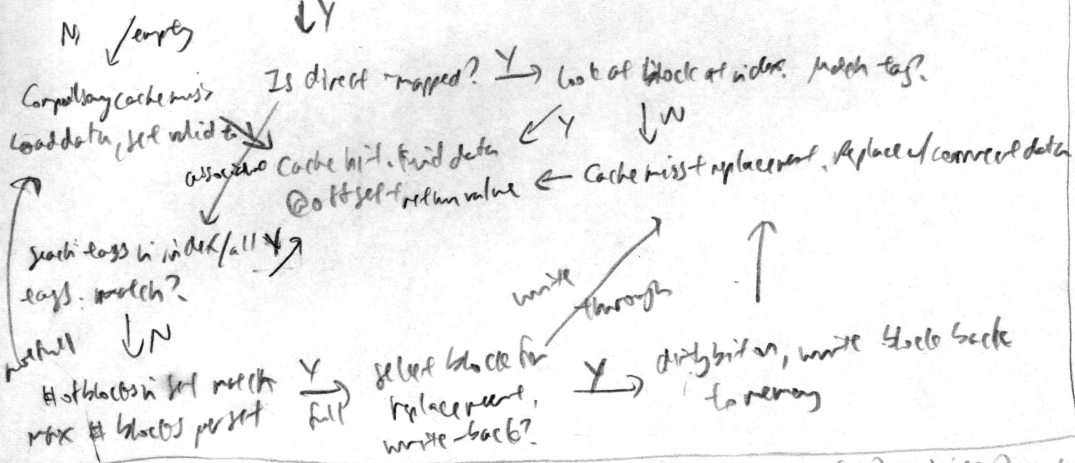 N /empty
Y
Compulsory cache miss
Load data, set valid to
Is direct-mapped? Y
Look at block at index. Match tag?
Y
N
associative
Cache hit. Find data
@ offset + return value
Cache miss + replacement. Replace w/ correct data
Search tags in index/all
tags. match?
Y
N
not full
# of blocks in set match
max # blocks per set
Y
full
select block for
replacement.
write-back?
write through
Y
dirty bit on, write block back
to memory